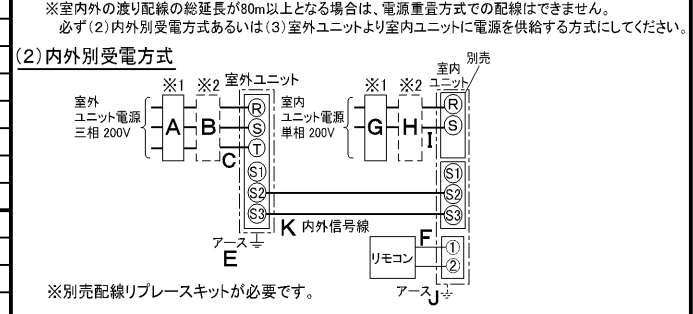 ※室内外の渡り配線の総延長が80m以上となる場合は、電源重畳方式での配線はできません。
必ず(2)内外別受電方式あるいは(3)室外ユニットより室内ユニットに電源を供給する方式にしてください。
(2)内外別受電方式
別売
※1 ※2 室外ユニット
※1 ※2 室内ユニット
室外
ユニット電源
三相 200V
A B C
R
S
T
S1
S2
S3
室内
ユニット電源
単相 200V
G H I
R
S
S1
S2
S3
K 内外信号線
アース
E
リモコン
F
①
②
アース J
※別売配線リプレースキットが必要です。